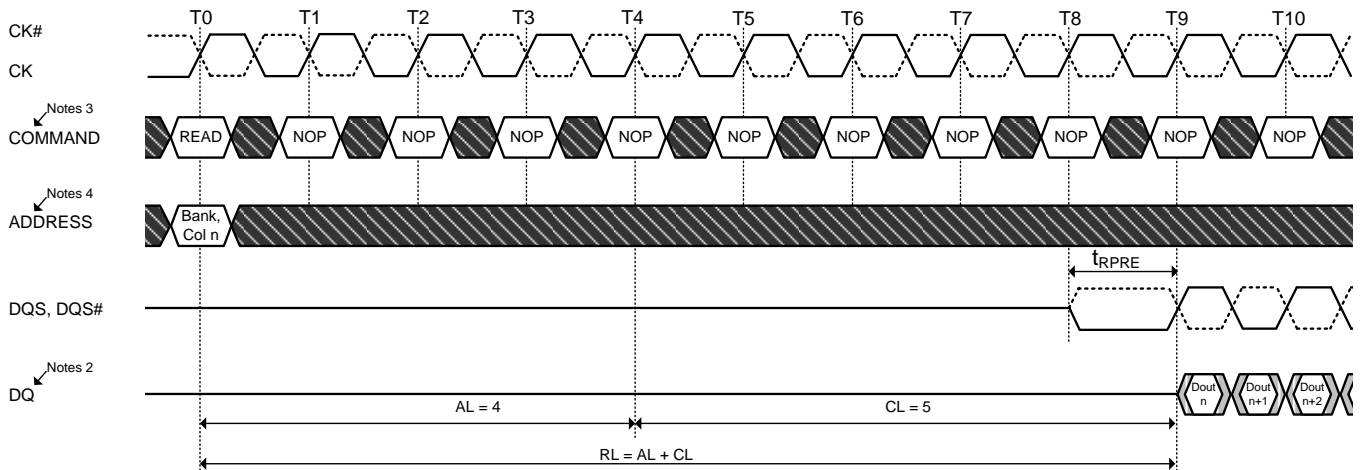 T0 T1 T2 T3 T4 T5 T6 T7 T8 T9 T10
CK#
CK
Notes 3
COMMAND
READ NOP NOP NOP NOP NOP NOP NOP NOP NOP NOP
Notes 4
ADDRESS
Bank,
Col n
tRPRE
DQS, DQS#
Notes 2
DQ
Dout
n
Dout
n+1
Dout
n+2
AL = 4
CL = 5
RL = AL + CL